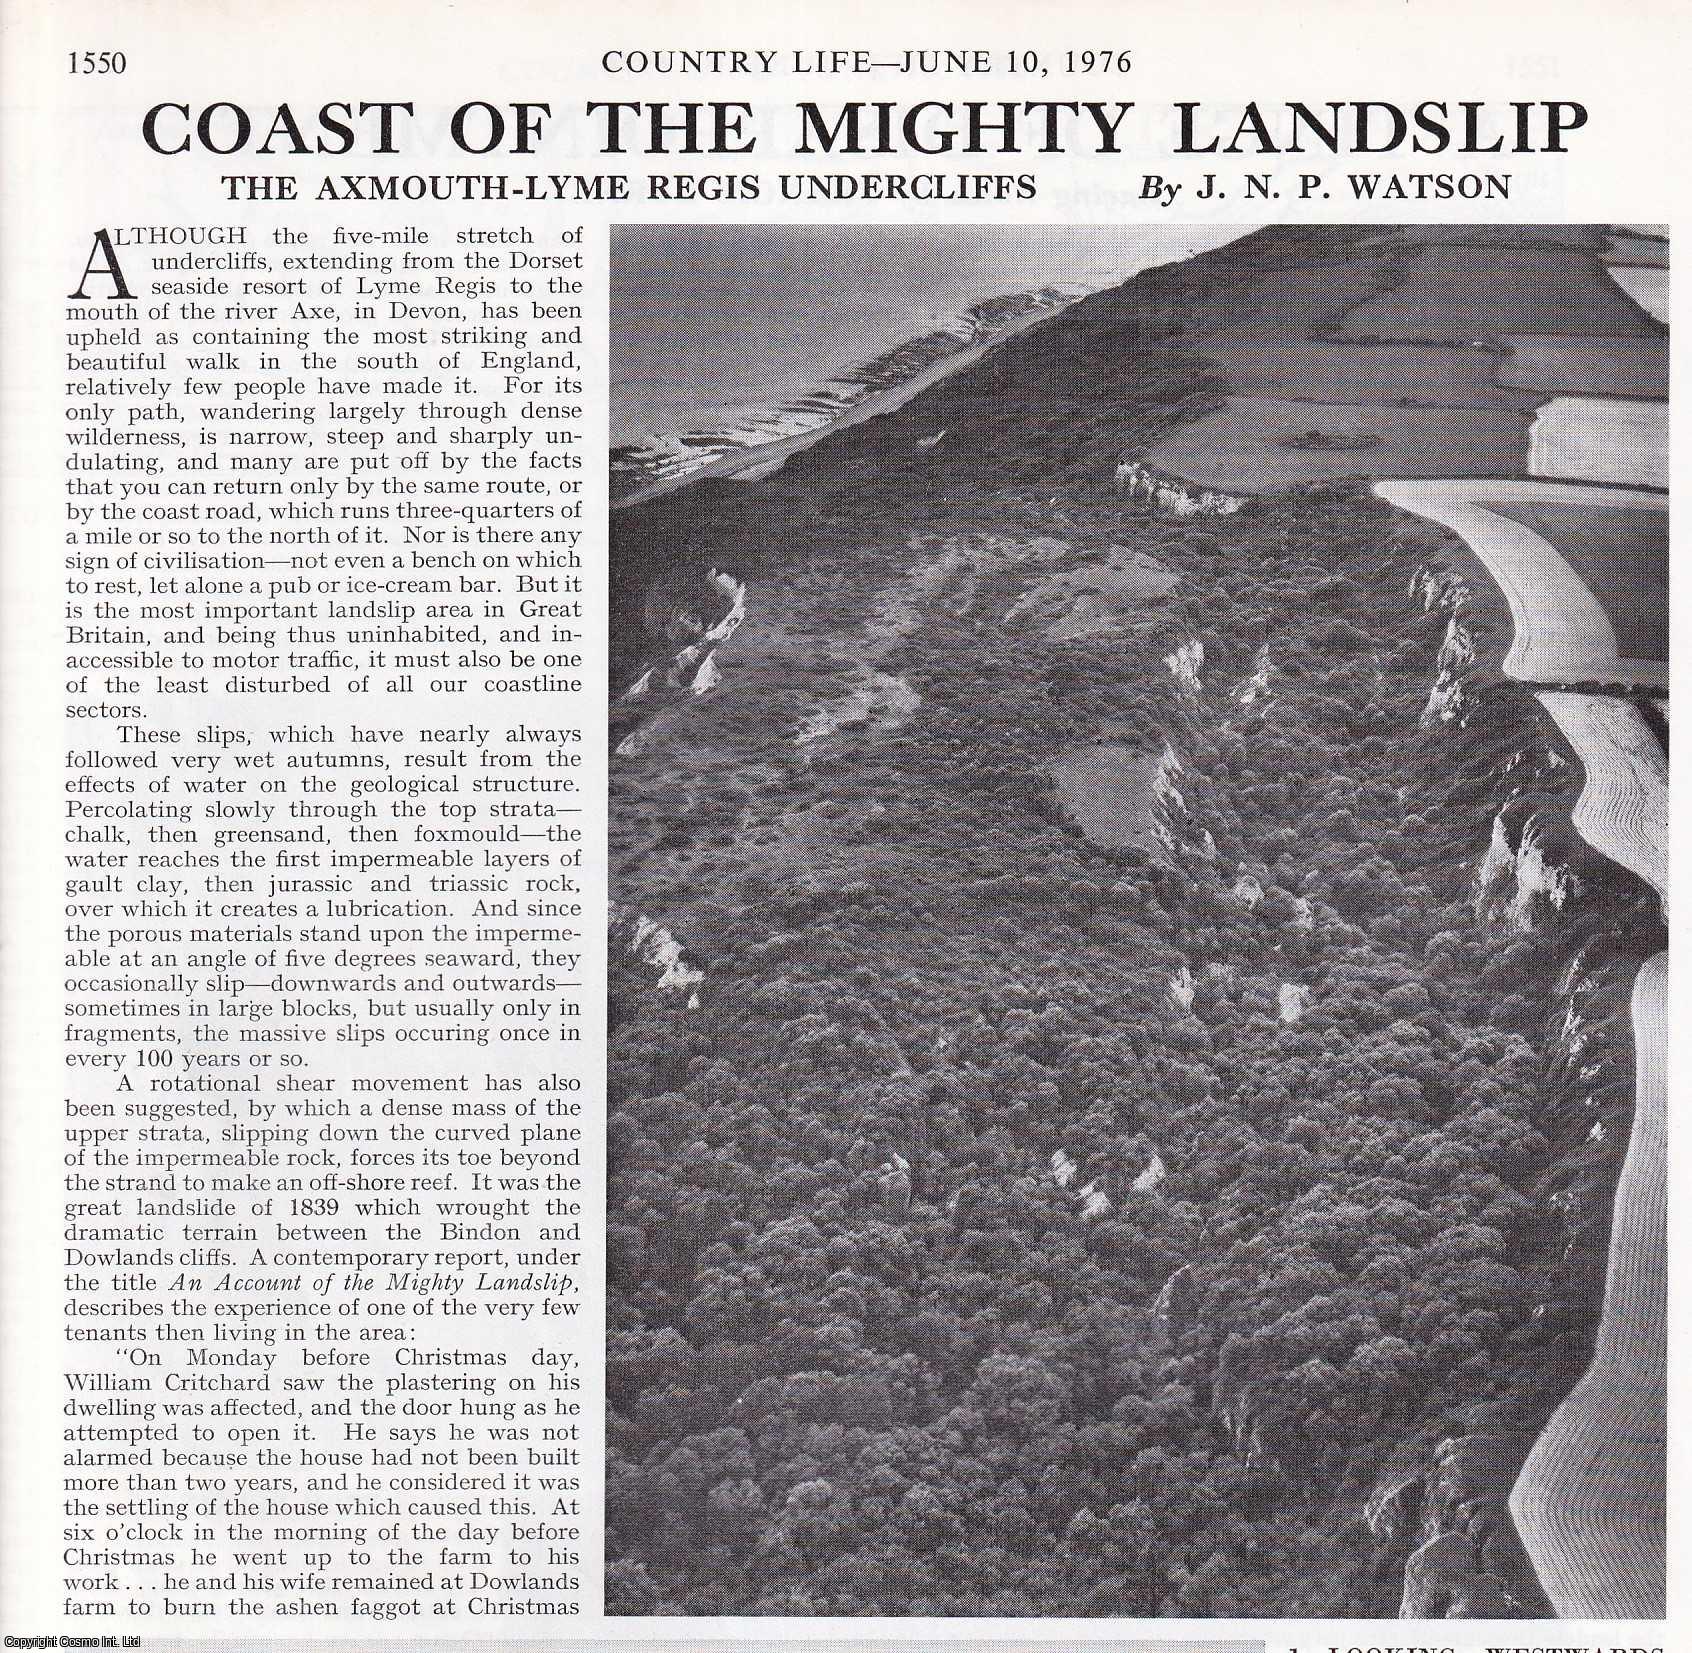 1550
COUNTRY LIFE—JUNE 10, 1976
COAST OF THE MIGHTY LANDSLIP
THE AXMOUTH-LYME REGIS UNDERCLIFFS By J. N. P. WATSON
ALTHOUGH the five-mile stretch of
undercliffs, extending from the Dorset
seaside resort of Lyme Regis to the
mouth of the river Axe, in Devon, has been
upheld as containing the most striking and
beautiful walk in the south of England,
relatively few people have made it. For its
only path, wandering largely through dense
wilderness, is narrow, steep and sharply un-
dulating, and many are put off by the facts
that you can return only by the same route, or
by the coast road, which runs three-quarters of
a mile or so to the north of it. Nor is there any
sign of civilisation—not even a bench on which
to rest, let alone a pub or ice-cream bar. But it
is the most important landslip area in Great
Britain, and being thus uninhabited, and in-
accessible to motor traffic, it must also be one
of the least disturbed of all our coastline
sectors.
These slips, which have nearly always
followed very wet autumns, result from the
effects of water on the geological structure.
Percolating slowly through the top strata—
chalk, then greensand, then foxmould—the
water reaches the first impermeable layers of
gault clay, then jurassic and triassic rock,
over which it creates a lubrication. And since
the porous materials stand upon the imperme-
able at an angle of five degrees seaward, they
occasionally slip—downwards and outwards—
sometimes in large blocks, but usually only in
fragments, the massive slips occuring once in
every 100 years or so.
A rotational shear movement has also
been suggested, by which a dense mass of the
upper strata, slipping down the curved plane
of the impermeable rock, forces its toe beyond
the strand to make an off-shore reef. It was the
great landslide of 1839 which wrought the
dramatic terrain between the Bindon and
Dowlands cliffs. A contemporary report, under
the title An Account of the Mighty Landslip,
describes the experience of one of the very few
tenants then living in the area:
"On Monday before Christmas day,
William Critchard saw the plastering on his
dwelling was affected, and the door hung as he
attempted to open it. He says he was not
alarmed because the house had not been built
more than two years, and he considered it was
the settling of the house which caused this. At
six o'clock in the morning of the day before
Christmas he went up to the farm to his
work . . . he and his wife remained at Dowlands
farm to burn the ashen faggot at Christmas
Copyright Cosmo Int. Ltd
1. LOOKING WESTWARDS